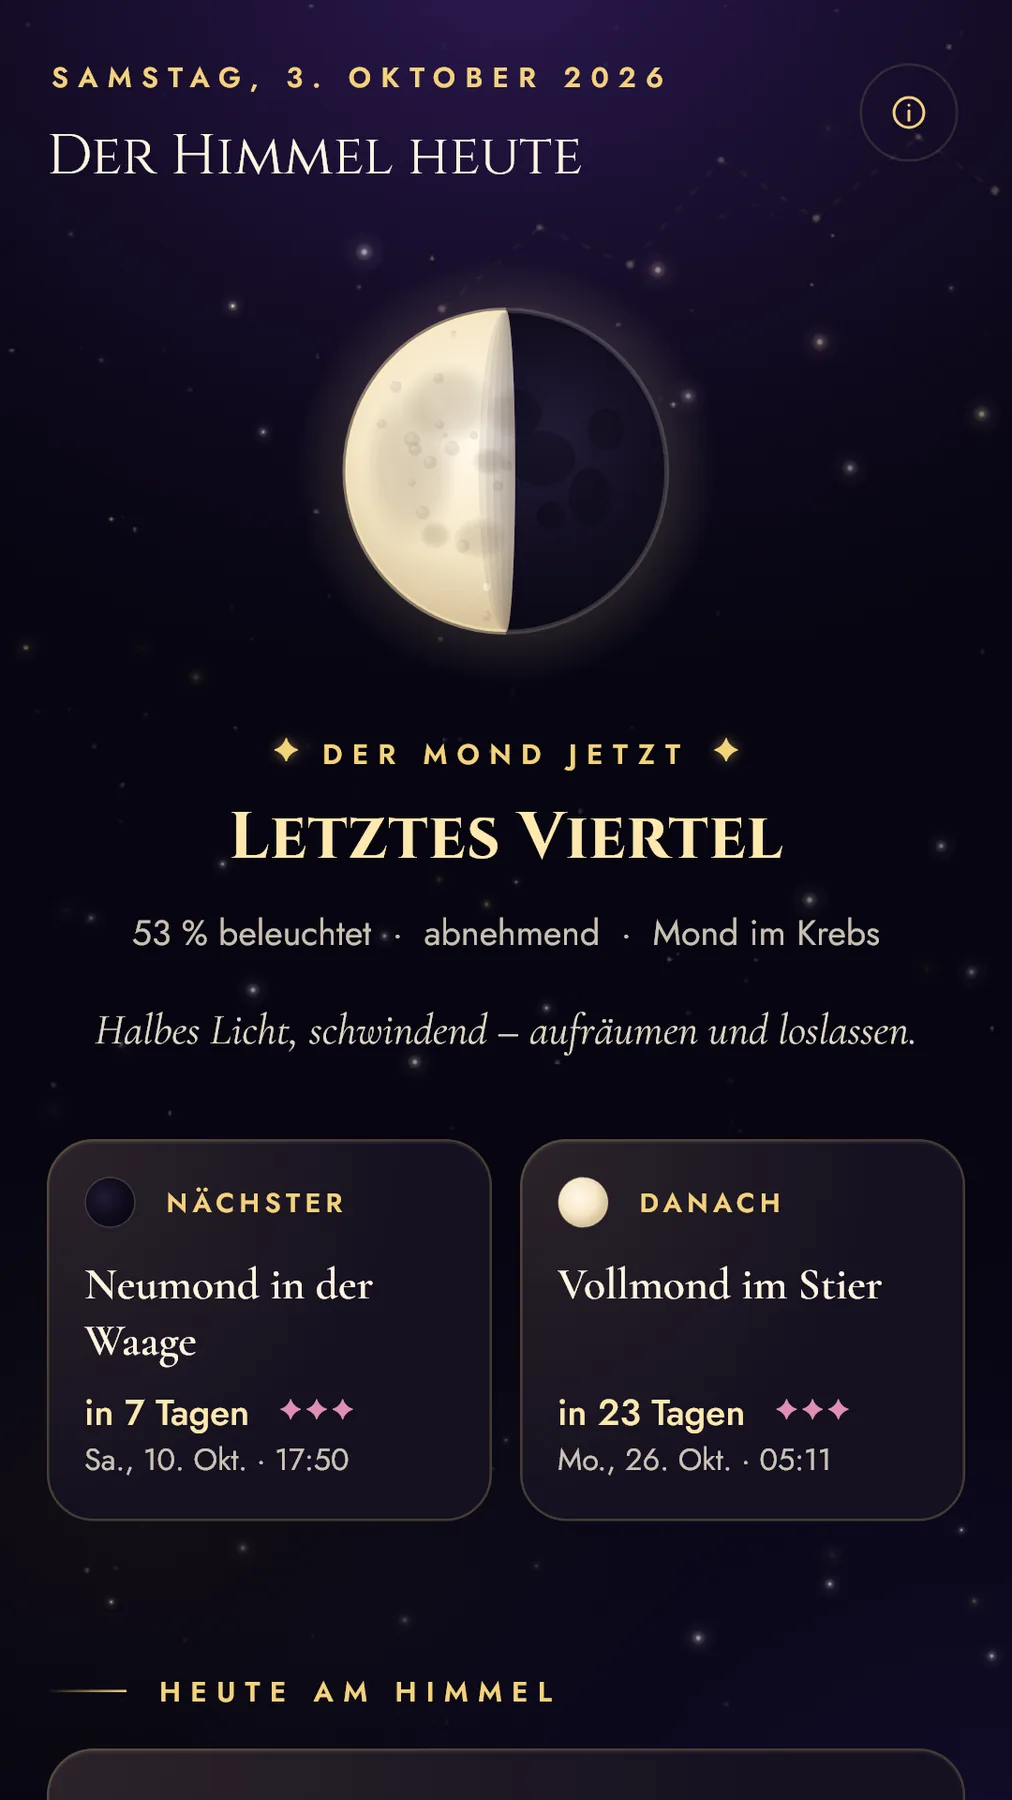 SAMSTAG, 3. OKTOBER 2026
DER HIMMEL HEUTE
DER MOND JETZT
LETZTES VIERTEL
53 % beleuchtet · abnehmend · Mond im Krebs
Halbes Licht, schwindend – aufräumen und loslassen.
NÄCHSTER
Neumond in der
Waage
in 7 Tagen
Sa., 10. Okt. · 17:50
DANACH
Vollmond im Stier
in 23 Tagen
Mo., 26. Okt. · 05:11
HEUTE AM HIMMEL